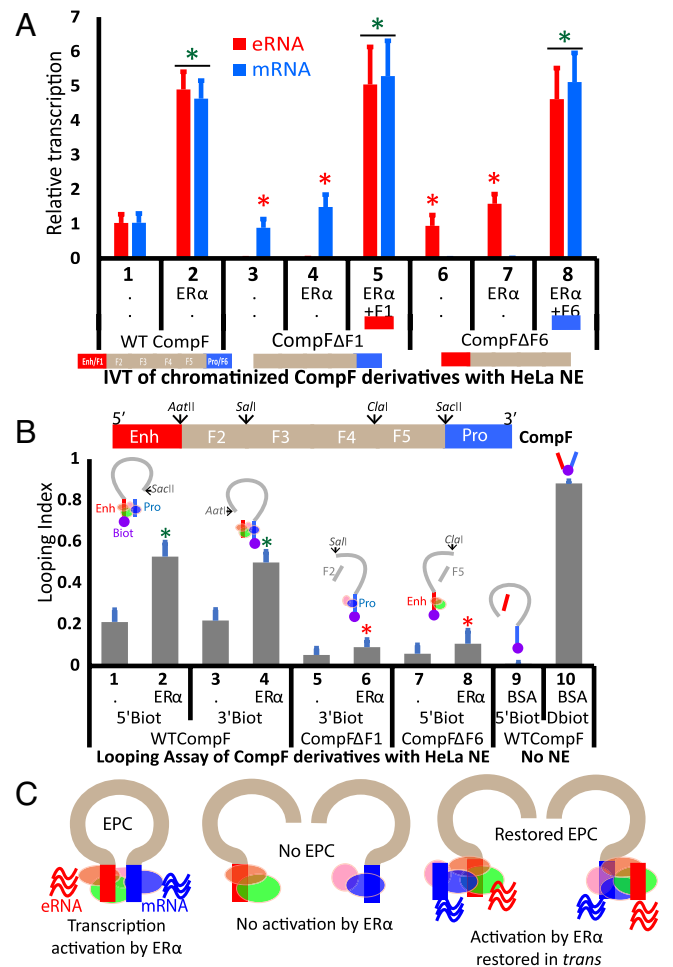 A
7
6
5
4
3
2
1
0
Relative transcription
eRNA
mRNA
* * * * * * *
1 2 3 4 5 6 7 8
. ERα . ERα ERα . ERα ERα
. . . . +F1 . . +F6
WT CompF CompFΔF1 CompFΔF6
Enh/F1 F2 F3 F4 F5 Pro/F6
IVT of chromatinized CompF derivatives with HeLa NE
B
5′ AatII SalI ClaI SacII 3′
Enh F2 F3 F4 F5 Pro CompF
1
0.8
0.6
0.4
0.2
0
Looping Index
SacII
Enh Pro
Biot
*
AatII
*
SalI
F2
Pro
*
ClaI
F5
Enh
*
1 2 3 4 5 6 7 8 9 10
. ERα . ERα . ERα . ERα BSA BSA
5'Biot 3'Biot 3'Biot 5'Biot 5'Biot Dbiot
WTCompF CompFΔF1 CompFΔF6 WTCompF
Looping Assay of CompF derivatives with HeLa NE No NE
C
EPC
eRNA mRNA
Transcription
activation by ERα
No EPC
No activation by ERα
Restored EPC
Activation by ERα
restored in trans